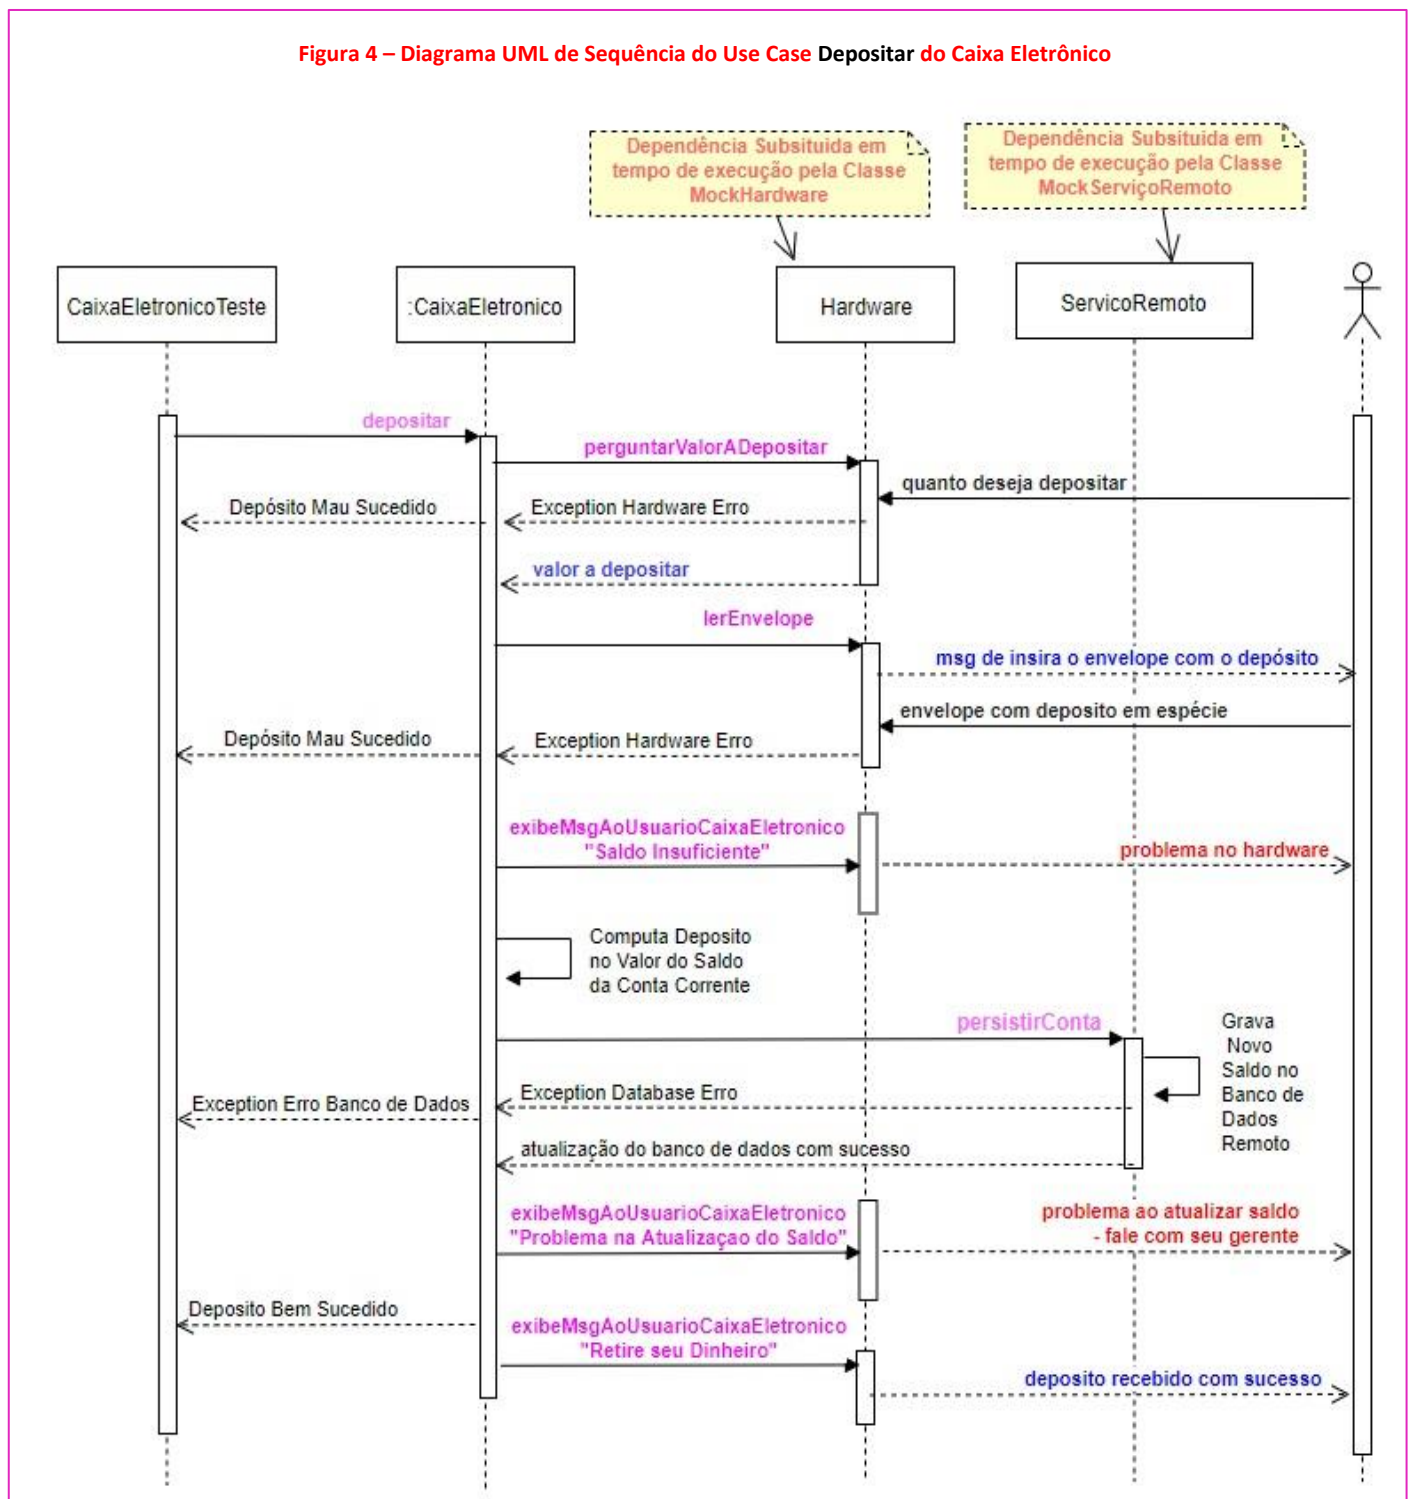 Figura 4 – Diagrama UML de Sequência do Use Case Depositar do Caixa Eletrônico
Dependência Subsituida em
tempo de execução pela Classe
MockHardware
Dependência Subsituida em
tempo de execução pela Classe
MockServiçoRemoto
CaixaEletronicoTeste
:CaixaEletronico
Hardware
ServicoRemoto
depositar
perguntarValorADepositar
quanto deseja depositar
Depósito Mau Sucedido
Exception Hardware Erro
valor a depositar
lerEnvelope
msg de insira o envelope com o depósito
envelope com deposito em espécie
Depósito Mau Sucedido
Exception Hardware Erro
exibeMsgAoUsuarioCaixaEletronico
"Saldo Insuficiente"
problema no hardware
Computa Deposito
no Valor do Saldo
da Conta Corrente
persistirConta
Grava
Novo
Saldo no
Banco de
Dados
Remoto
Exception Database Erro
Exception Erro Banco de Dados
atualização do banco de dados com sucesso
exibeMsgAoUsuarioCaixaEletronico
"Problema na Atualizaçao do Saldo"
problema ao atualizar saldo
- fale com seu gerente
Deposito Bem Sucedido
exibeMsgAoUsuarioCaixaEletronico
"Retire seu Dinheiro"
deposito recebido com sucesso